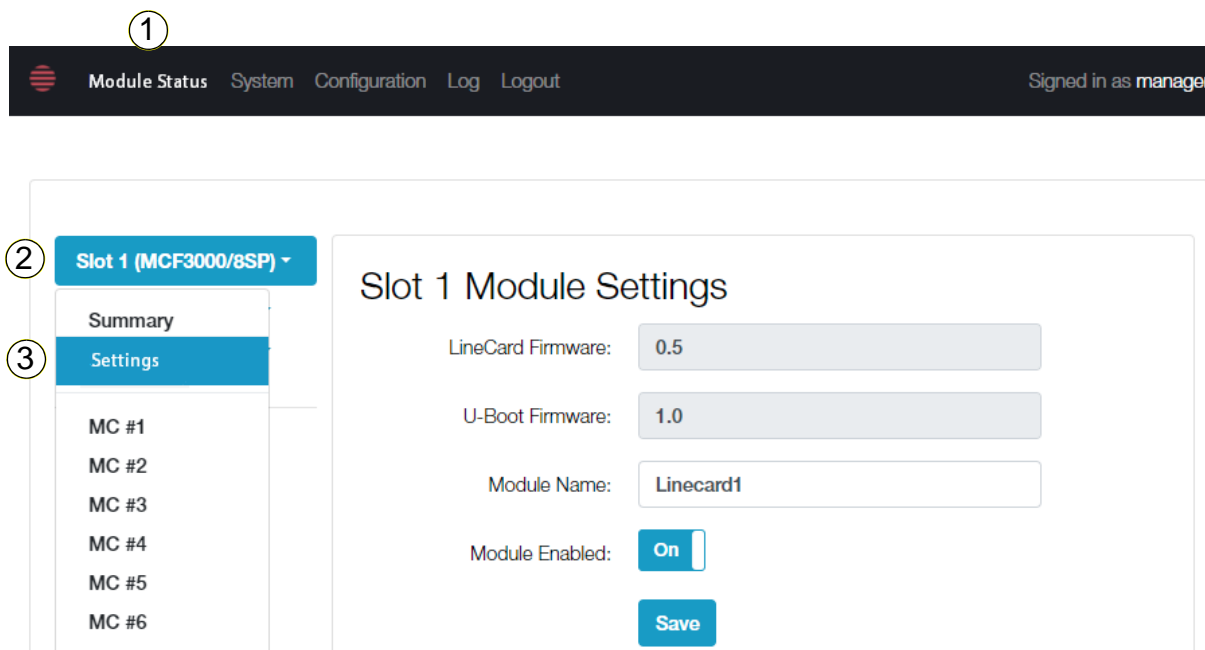 1
Module Status System Configuration Log Logout Signed in as manager
2
Slot 1 (MCF3000/8SP)
Summary
3
Settings
MC #1
MC #2
MC #3
MC #4
MC #5
MC #6
Slot 1 Module Settings
LineCard Firmware: 0.5
U-Boot Firmware: 1.0
Module Name: Linecard1
Module Enabled: On
Save